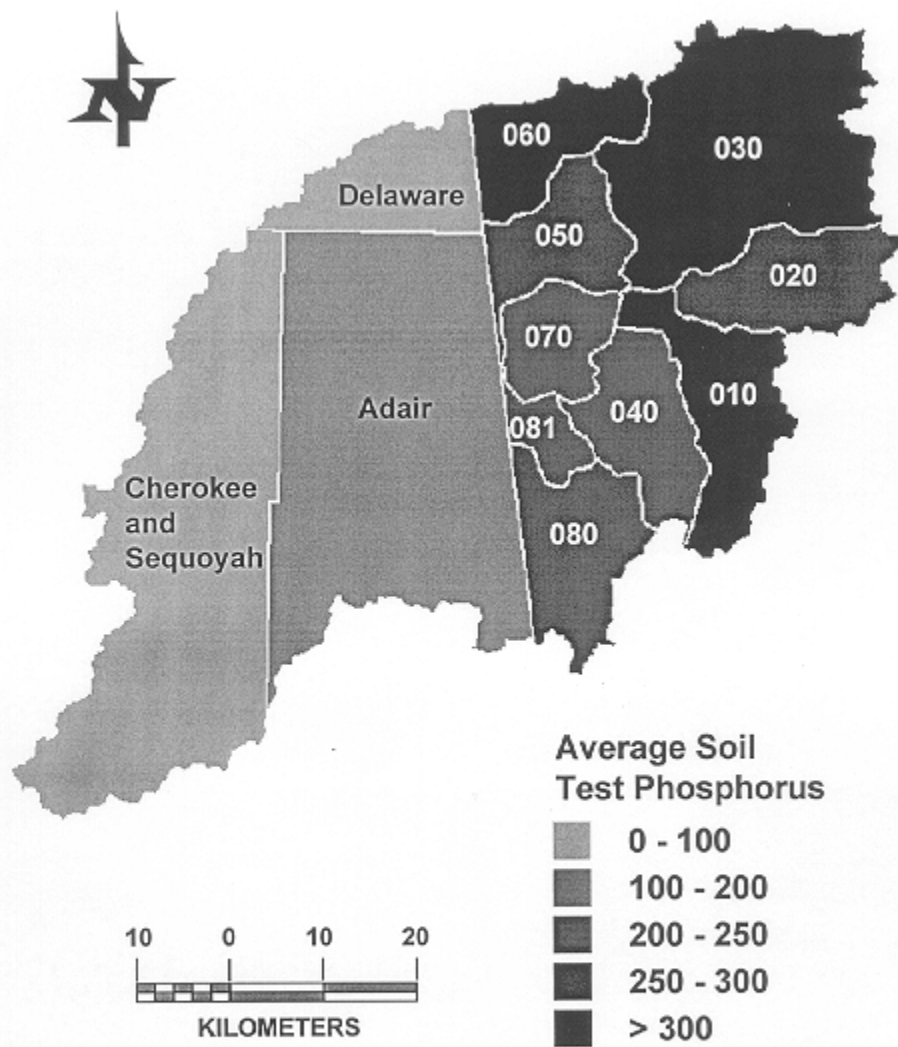 N
060
030
Delaware
050
020
070
010
Adair
040
081
Cherokee
and
Sequoyah
080
Average Soil
Test Phosphorus
0 - 100
100 - 200
200 - 250
250 - 300
> 300
10 0 10 20
KILOMETERS